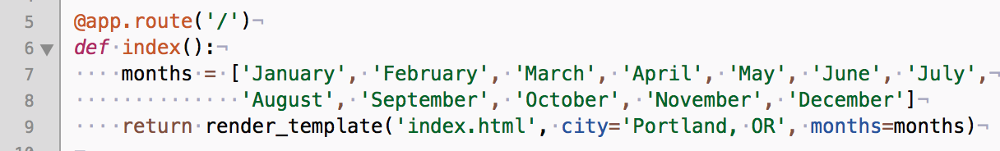 5 @app.route('/')¬
6 ▼ def·index():¬
7 ····months·=·['January',·'February',·'March',·'April',·'May',·'June',·'July',¬
8 ··············'August',·'September',·'October',·'November',·'December']¬
9 ····return·render_template('index.html',·city='Portland,·OR',·months=months)¬